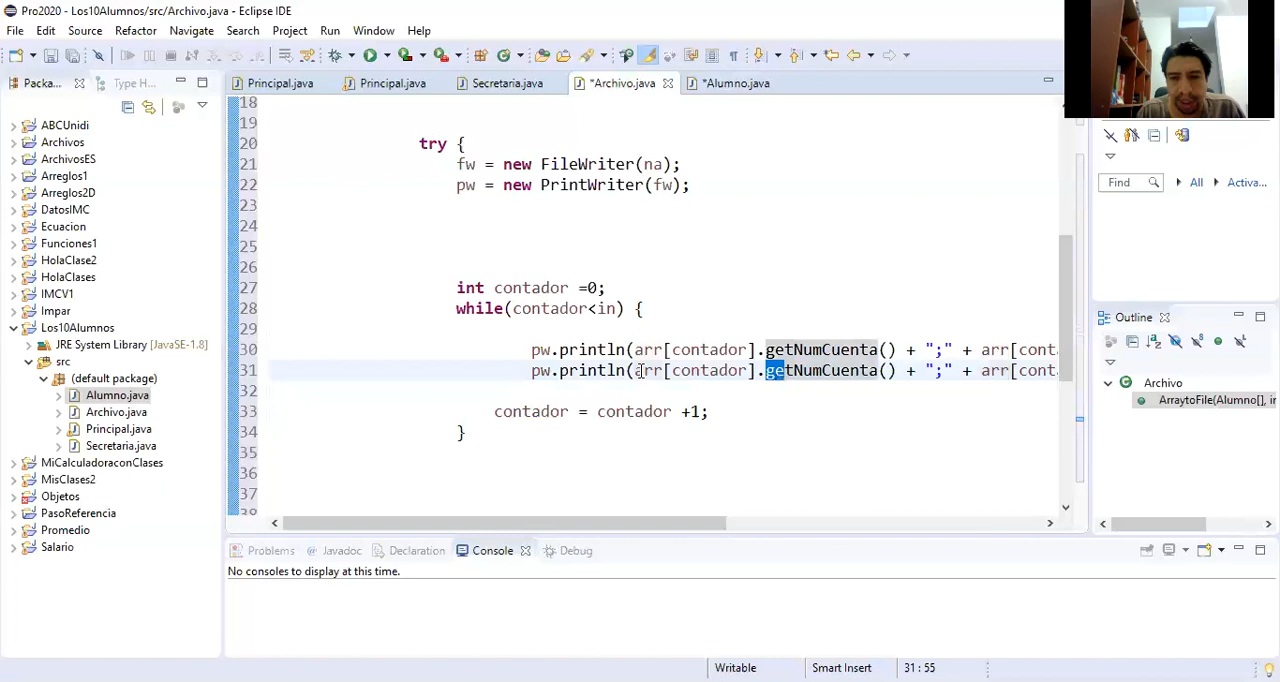 Pro2020 - Los10Alumnos/src/Archivo.java - Eclipse IDE
File Edit Source Refactor Navigate Search Project Run Window Help
Packa... Type H...
Principal.java Principal.java Secretaria.java *Archivo.java *Alumno.java
ABCUnidi
Archivos
ArchivosES
Arreglos1
Arreglos2D
DatosIMC
Ecuacion
Funciones1
HolaClase2
HolaClases
IMCV1
Impar
Los10Alumnos
JRE System Library [JavaSE-1.8]
src
(default package)
Alumno.java
Archivo.java
Principal.java
Secretaria.java
MiCalculadoraconClases
MisClases2
Objetos
PasoReferencia
Promedio
Salario
18
19
20 try {
21 fw = new FileWriter(na);
22 pw = new PrintWriter(fw);
23
24
25
26
27 int contador =0;
28 while(contador<in) {
29
30 pw.println(arr[contador].getNumCuenta() + ";" + arr[cont
31 pw.println(arr[contador].getNumCuenta() + ";" + arr[conta
32
33 contador = contador +1;
34 }
35
36
37
38
Find All Activa...
Outline
Archivo
ArraytoFile(Alumno[], in
Problems @ Javadoc Declaration Console Debug
No consoles to display at this time.
Writable Smart Insert 31 : 55